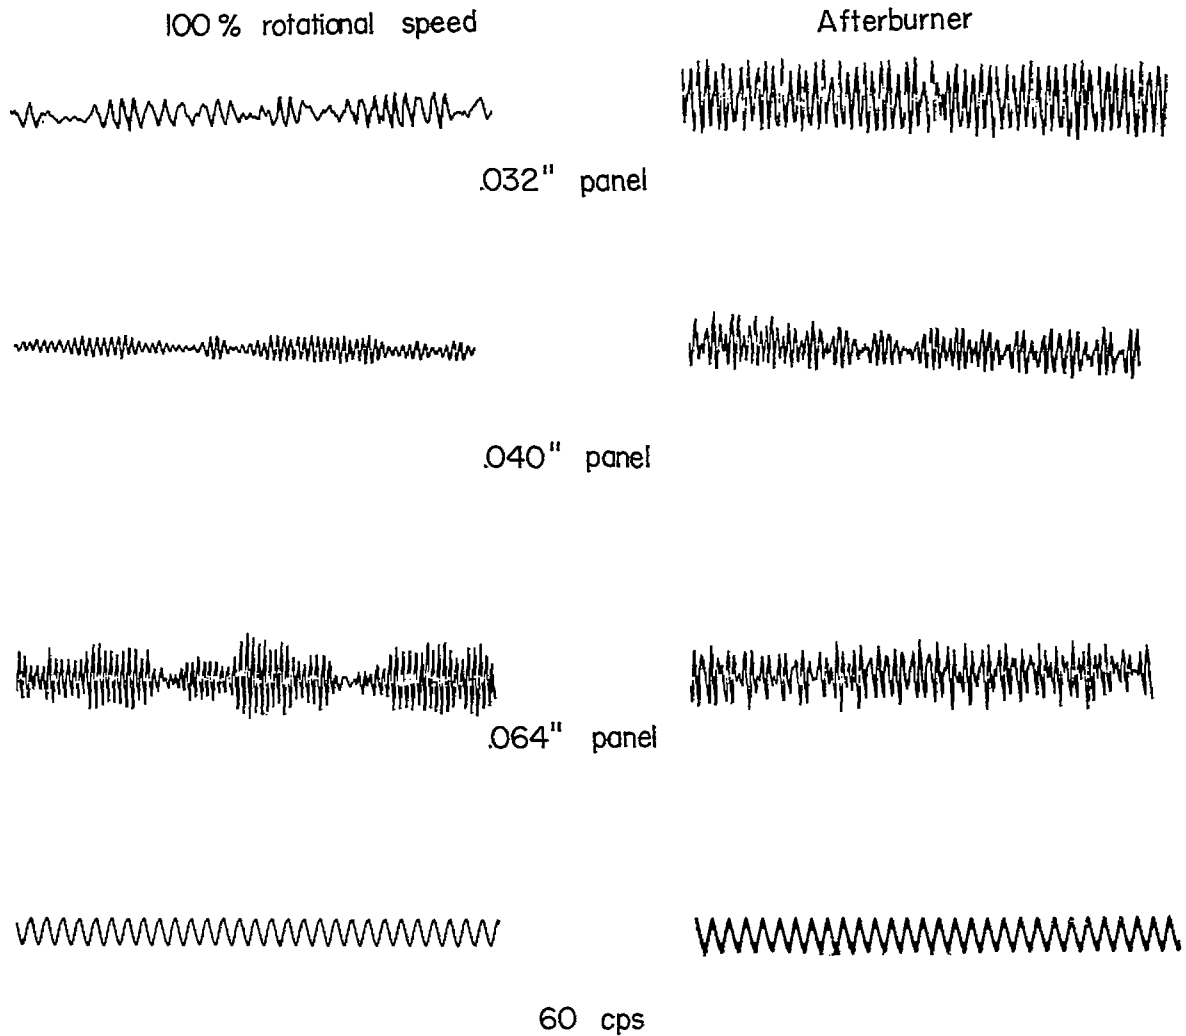 100 % rotational speed
Afterburner
.032" panel
.040" panel
.064" panel
60 cps